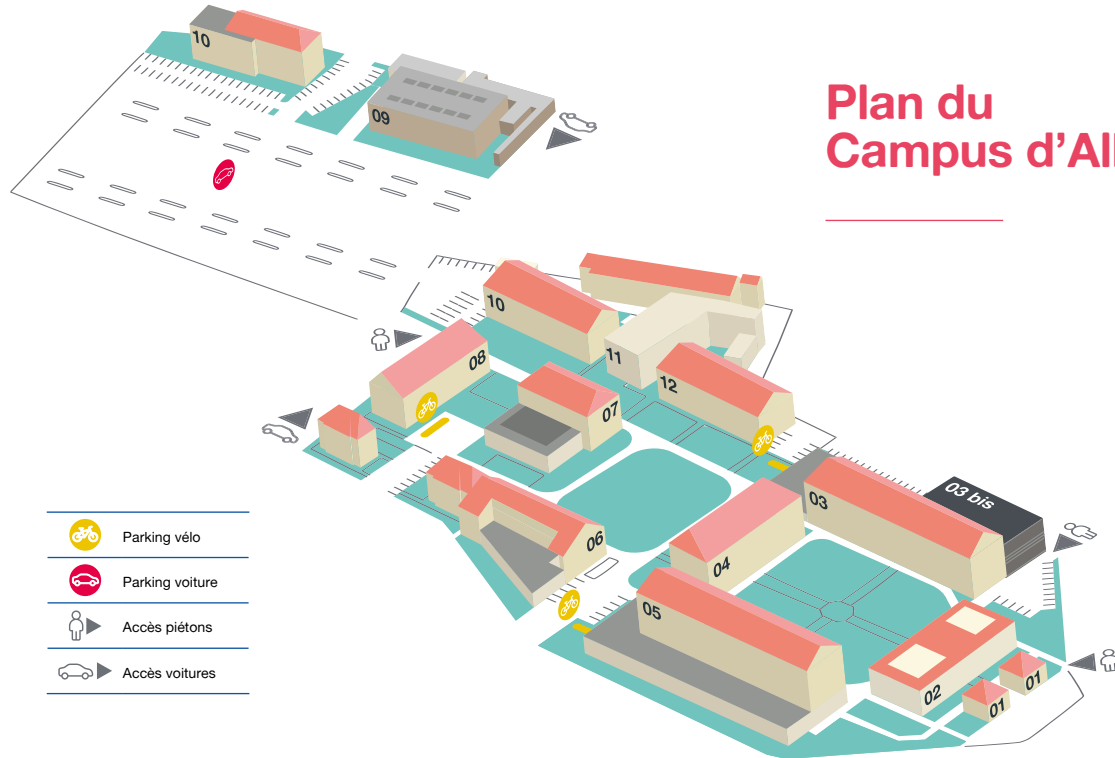 Plan du
Campus d'Al
10
09
10
11
08
12
07
03 bis
03
06
04
05
02
01
01
Parking vélo
Parking voiture
Accès piétons
Accès voitures